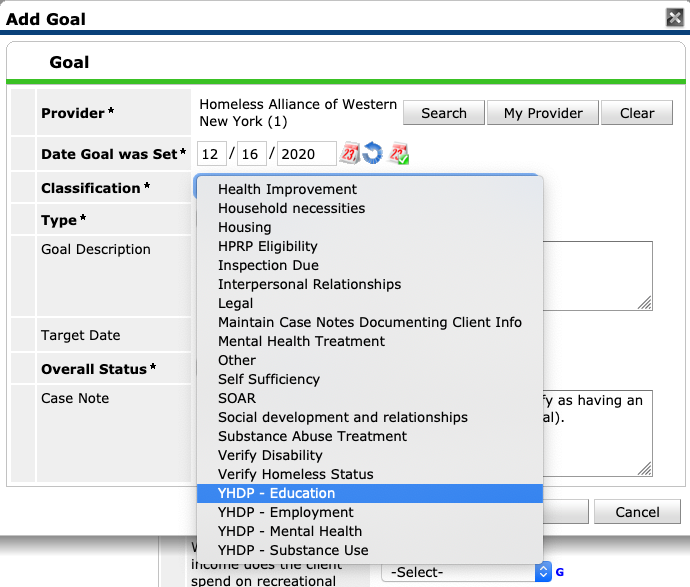 Add Goal
Goal
Provider *
Homeless Alliance of Western
New York (1)
Search
My Provider
Clear
Date Goal was Set *
12 / 16 / 2020
23
Classification *
Health Improvement
Household necessities
Type *
Housing
HPRP Eligibility
Goal Description
Inspection Due
Interpersonal Relationships
Legal
Maintain Case Notes Documenting Client Info
Target Date
Mental Health Treatment
Other
Overall Status *
Self Sufficiency
Case Note
SOAR
fy as having an
Social development and relationships
al).
Substance Abuse Treatment
Verify Disability
Verify Homeless Status
YHDP - Education
YHDP - Employment
Cancel
YHDP - Mental Health
YHDP - Substance Use
income does the client
spend on recreational
-Select-
G